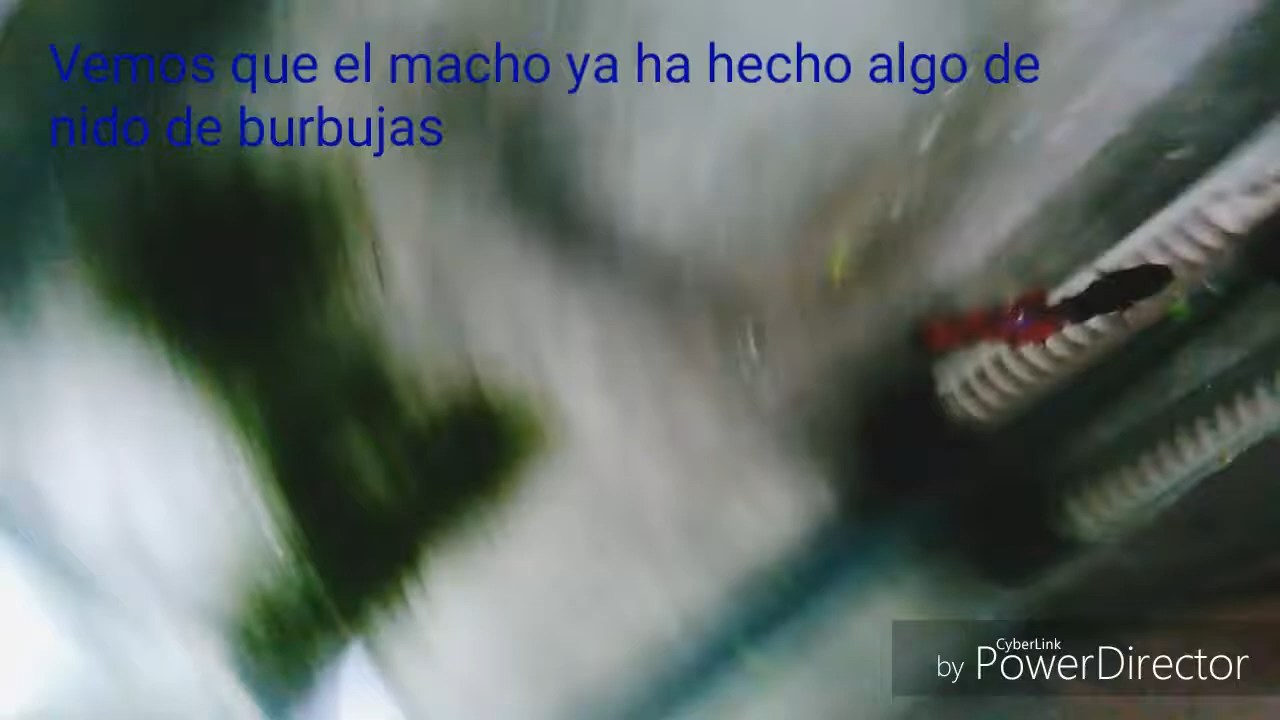 Vemos que el macho ya ha hecho algo de
nido de burbujas
by CyberLink PowerDirector